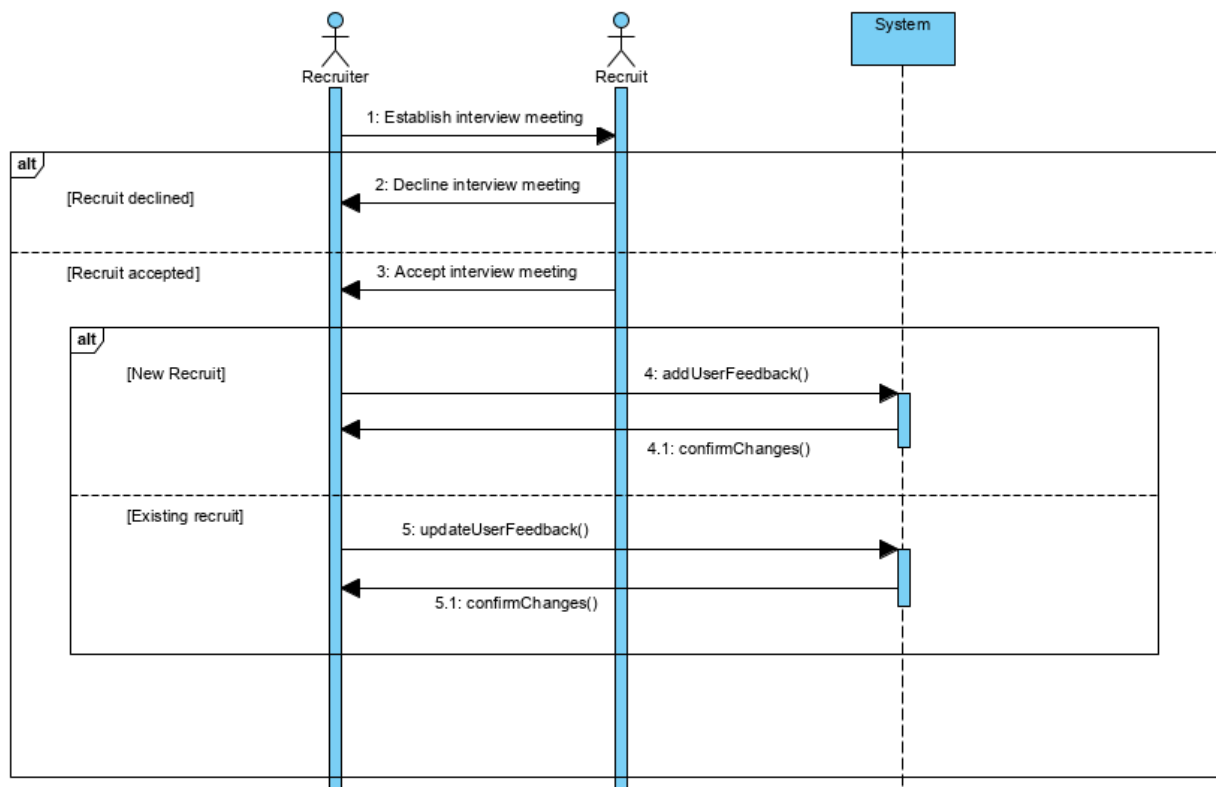 System
Recruiter
Recruit
1: Establish interview meeting
alt
2: Decline interview meeting
[Recruit declined]
[Recruit accepted]
3: Accept interview meeting
alt
[New Recruit]
4: addUserFeedback()
4.1: confirmChanges()
[Existing recruit]
5: updateUserFeedback()
5.1: confirmChanges()